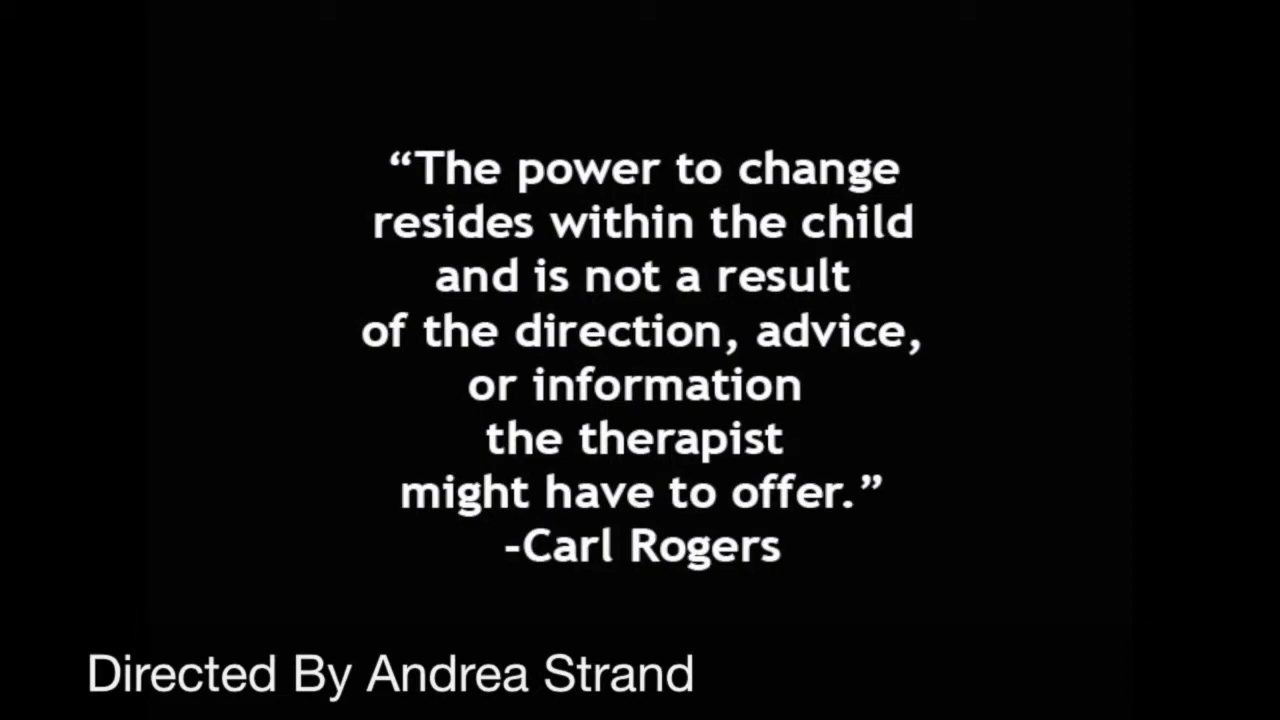 “The power to change
resides within the child
and is not a result
of the direction, advice,
or information
the therapist
might have to offer.”
-Carl Rogers
Directed By Andrea Strand